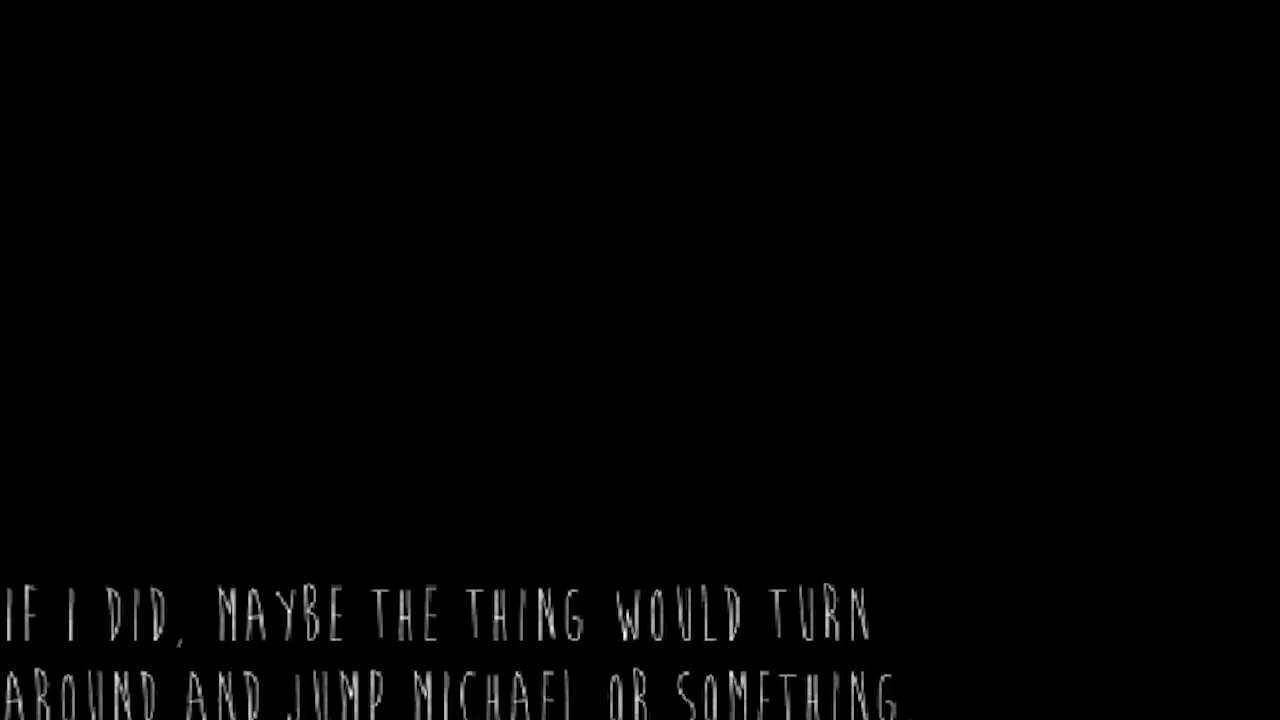 IF I DID, MAYBE THE THING WOULD TURN
AROUND AND JUMP MICHAEL OR SOMETHING.